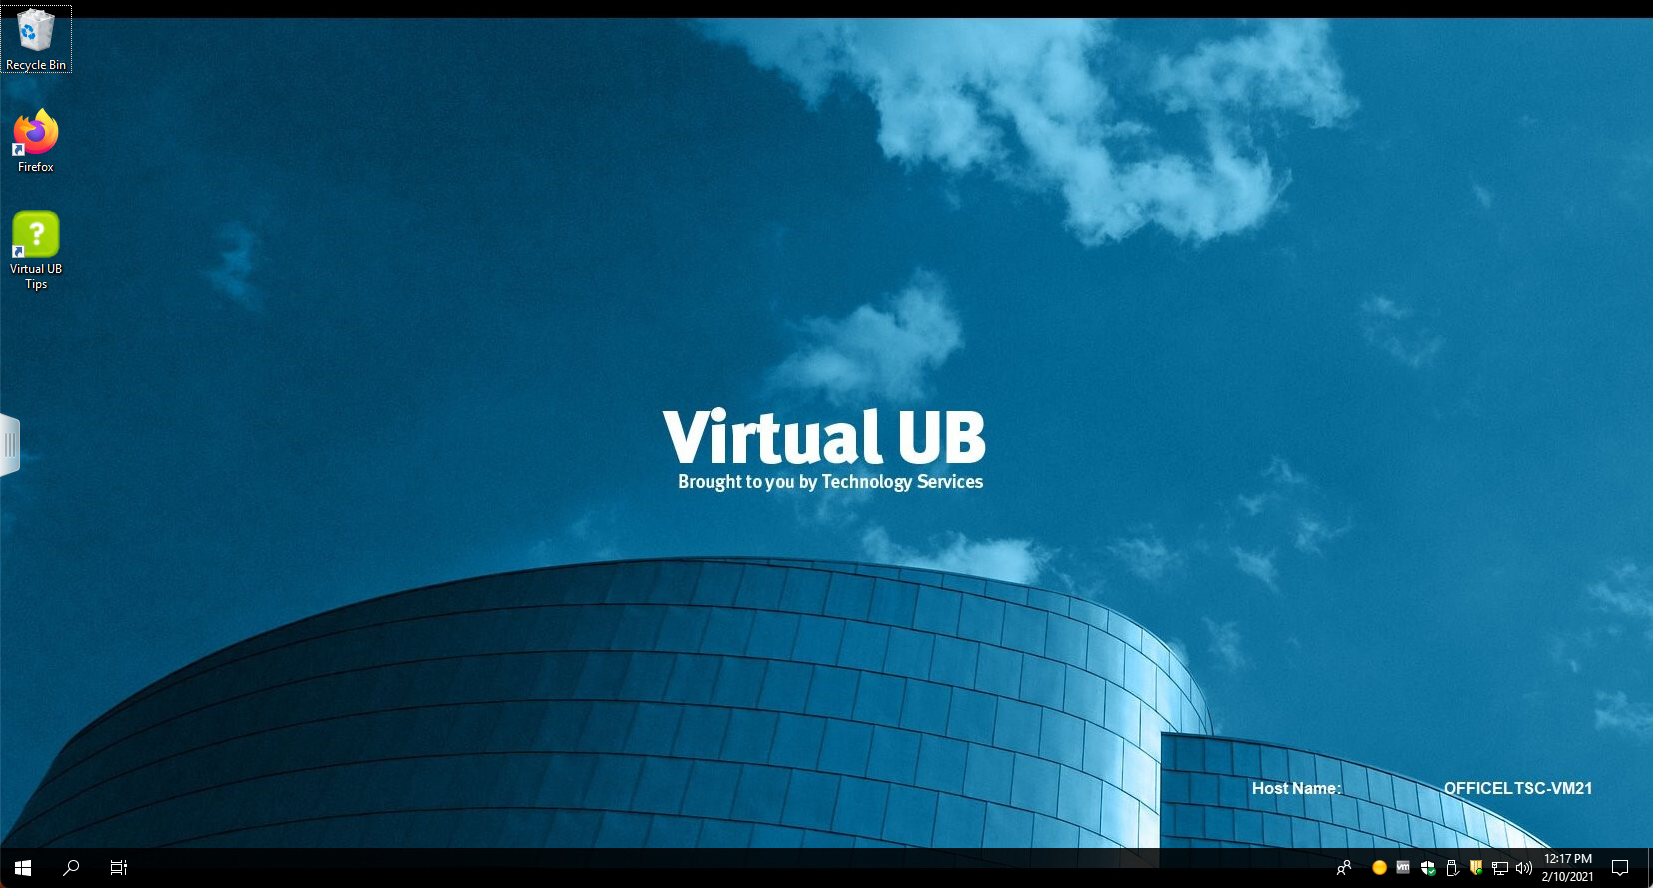 Recycle Bin
Firefox
?
Virtual UB
Tips
Virtual UB
Brought to you by Technology Services
Host Name: OFFICELTSC-VM21
vm
12:17 PM
2/10/2021